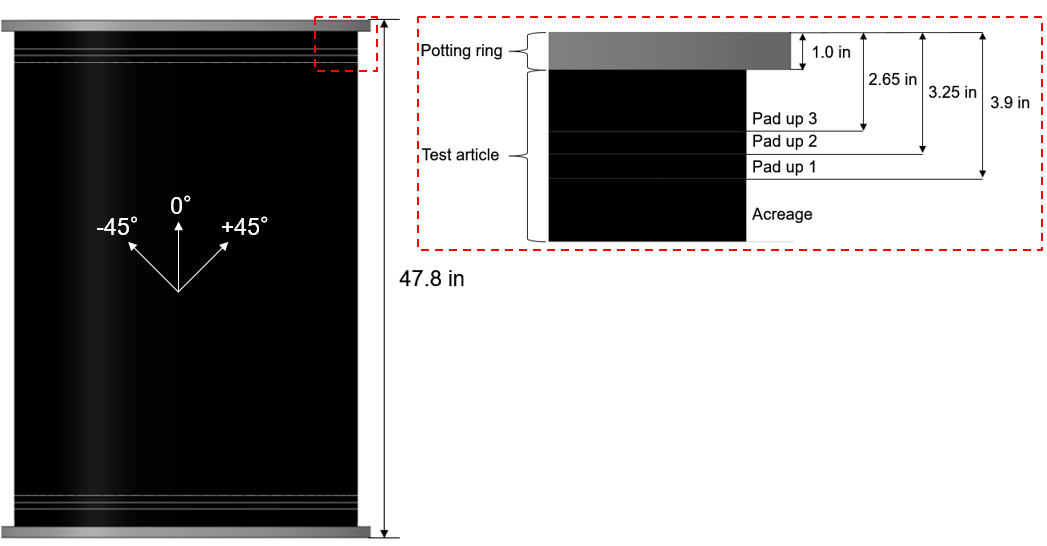 -45°
0°
+45°
47.8 in
Potting ring
Test article
1.0 in
2.65 in
3.25 in
3.9 in
Pad up 3
Pad up 2
Pad up 1
Acreage